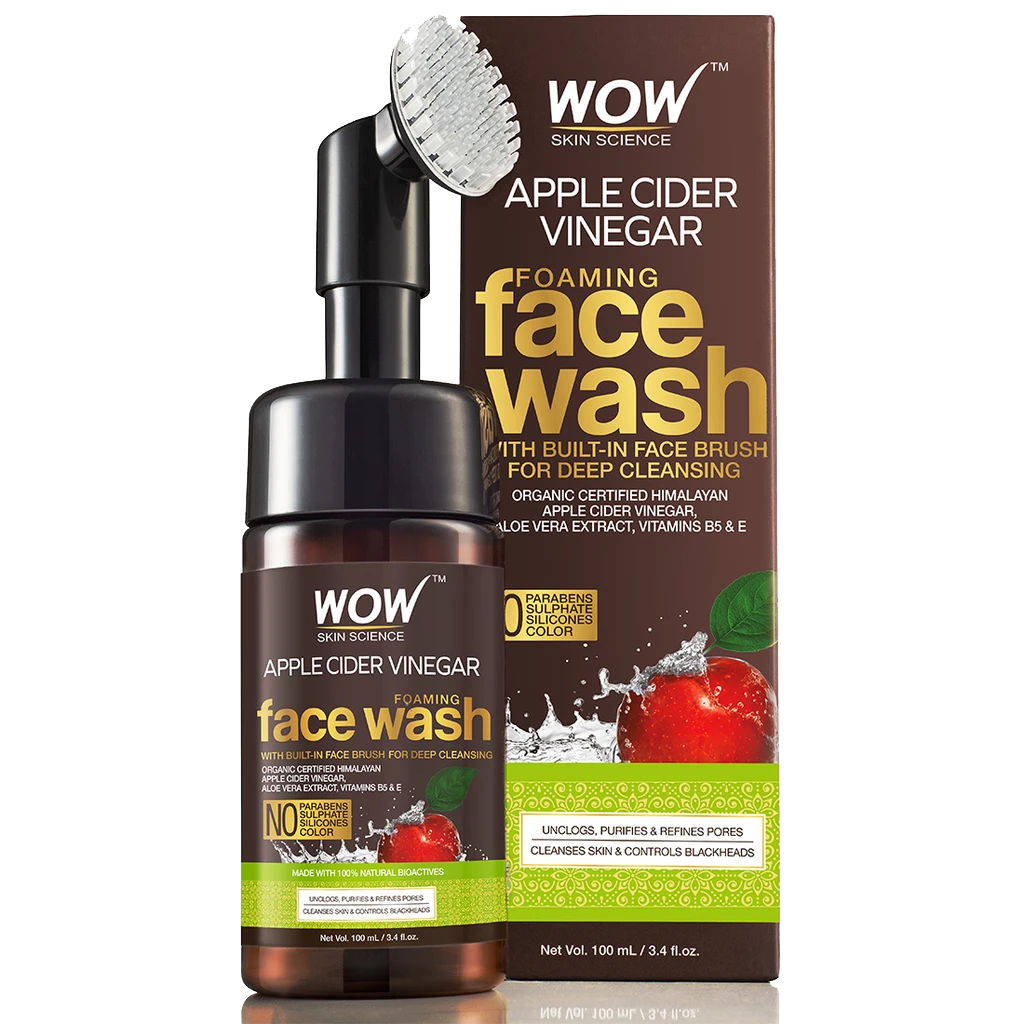 WOW™
SKIN SCIENCE
APPLE CIDER
VINEGAR
FOAMING
face
wash
WITH BUILT-IN FACE BRUSH
FOR DEEP CLEANSING
ORGANIC CERTIFIED HIMALAYAN
APPLE CIDER VINEGAR,
ALOE VERA EXTRACT, VITAMINS B5 & E
PARABENS
SULPHATE
SILICONES
COLOR
UNCLOGS, PURIFIES & REFINES PORES
CLEANSES SKIN & CONTROLS BLACKHEADS
Net Vol. 100 mL / 3.4 fl.oz.
WOW™
SKIN SCIENCE
APPLE CIDER VINEGAR
FOAMING
face wash
WITH BUILT-IN FACE BRUSH FOR DEEP CLEANSING
ORGANIC CERTIFIED HIMALAYAN
APPLE CIDER VINEGAR,
ALOE VERA EXTRACT, VITAMINS B5 & E
NO PARABENS
SULPHATE
SILICONES
COLOR
MADE WITH 100% NATURAL BIOACTIVES
UNCLOGS, PURIFIES & REFINES PORES
CLEANSES SKIN & CONTROLS BLACKHEADS
Net Vol. 100 mL / 3.4 fl.oz.